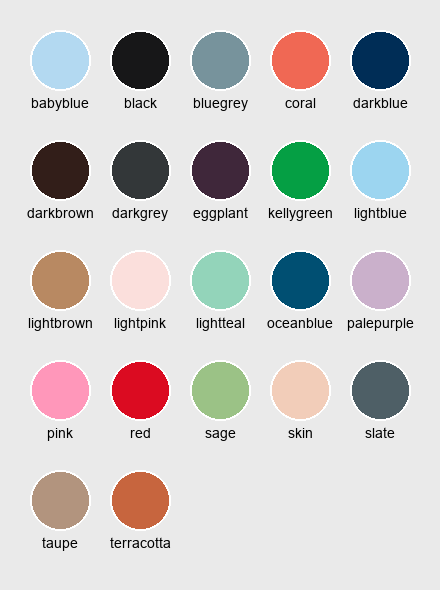 babyblue black bluegrey coral darkblue
darkbrown darkgrey eggplant kellygreen lightblue
lightbrown lightpink lightteal oceanblue palepurple
pink red sage skin slate
taupe terracotta